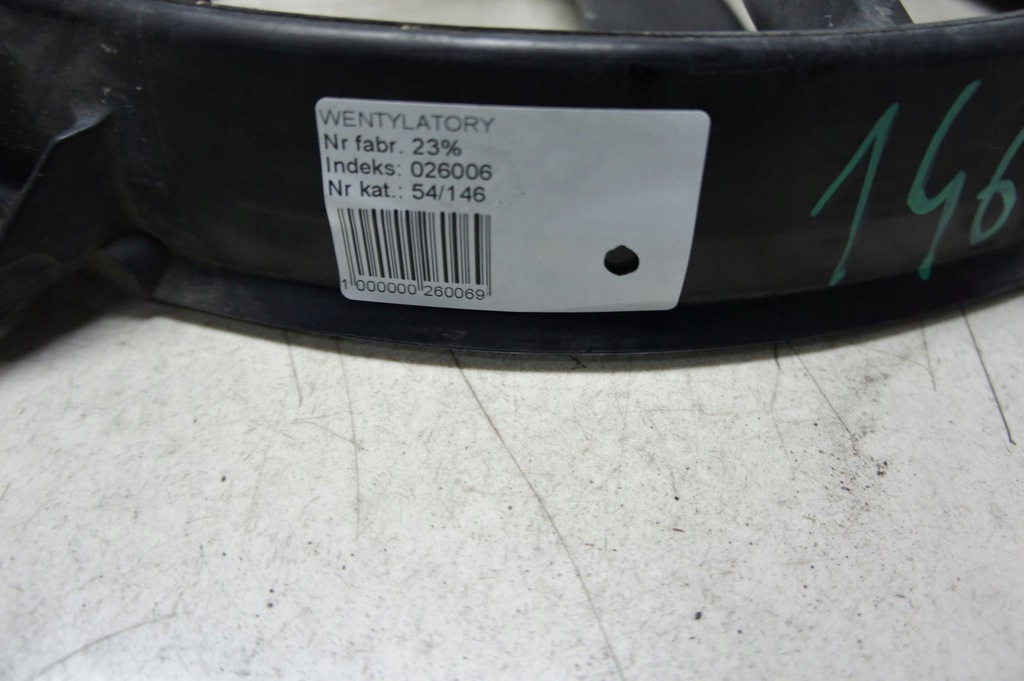 WENTYLATORY
Nr fabr. 23%
Indeks: 026006
Nr kat.: 54/146
1 000000 260069
146